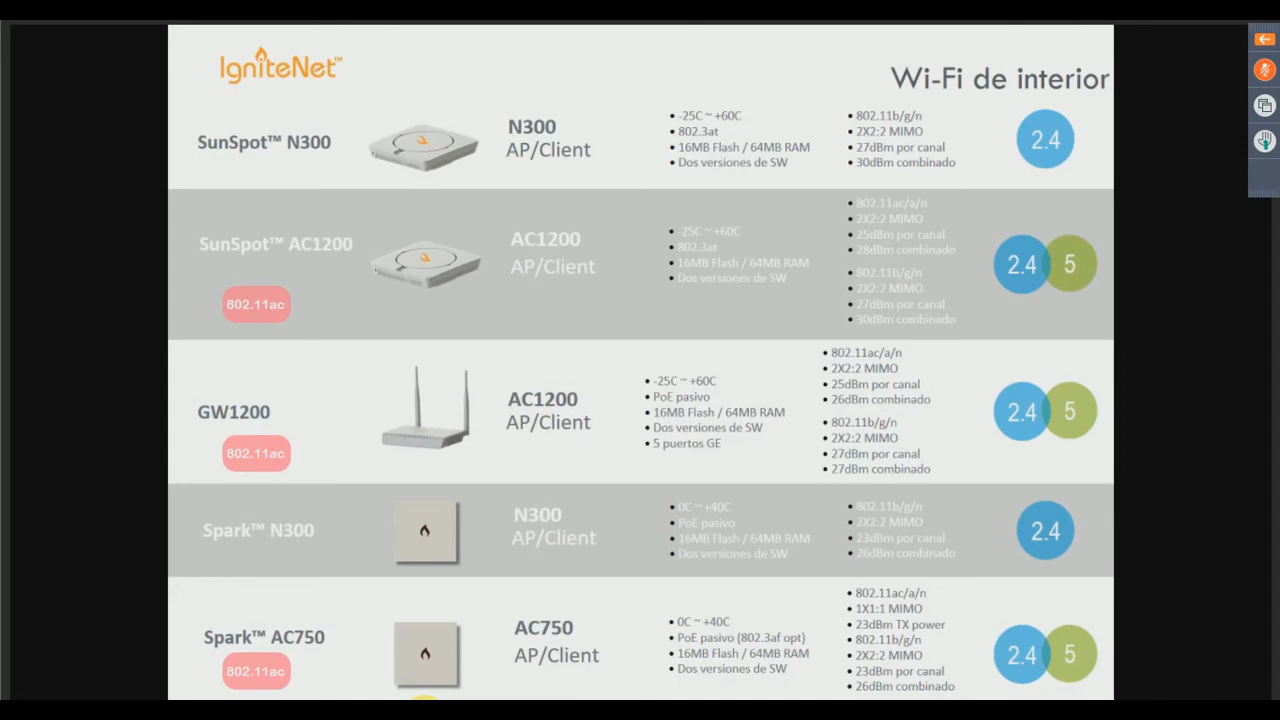 IgniteNet™
Wi-Fi de interior
SunSpot™ N300
N300
AP/Client
• -25C ~ +60C
• 802.3at
• 16MB Flash / 64MB RAM
• Dos versiones de SW
• 802.11b/g/n
• 2X2:2 MIMO
• 27dBm por canal
• 30dBm combinado
2.4
SunSpot™ AC1200
802.11ac
AC1200
AP/Client
• -25C ~ +60C
• 802.3at
• 16MB Flash / 64MB RAM
• Dos versiones de SW
• 802.11ac/a/n
• 2X2:2 MIMO
• 25dBm por canal
• 28dBm combinado
• 802.11b/g/n
• 2X2:2 MIMO
• 27dBm por canal
• 30dBm combinado
2.4 5
GW1200
802.11ac
AC1200
AP/Client
• -25C ~ +60C
• PoE pasivo
• 16MB Flash / 64MB RAM
• Dos versiones de SW
• 5 puertos GE
• 802.11ac/a/n
• 2X2:2 MIMO
• 25dBm por canal
• 26dBm combinado
• 802.11b/g/n
• 2X2:2 MIMO
• 27dBm por canal
• 27dBm combinado
2.4 5
Spark™ N300
N300
AP/Client
• 0C ~ +40C
• PoE pasivo
• 16MB Flash / 64MB RAM
• Dos versiones de SW
• 802.11b/g/n
• 2X2:2 MIMO
• 23dBm por canal
• 26dBm combinado
2.4
Spark™ AC750
802.11ac
AC750
AP/Client
• 0C ~ +40C
• PoE pasivo (802.3af opt)
• 16MB Flash / 64MB RAM
• Dos versiones de SW
• 802.11ac/a/n
• 1X1:1 MIMO
• 23dBm TX power
• 802.11b/g/n
• 2X2:2 MIMO
• 23dBm por canal
• 26dBm combinado
2.4 5